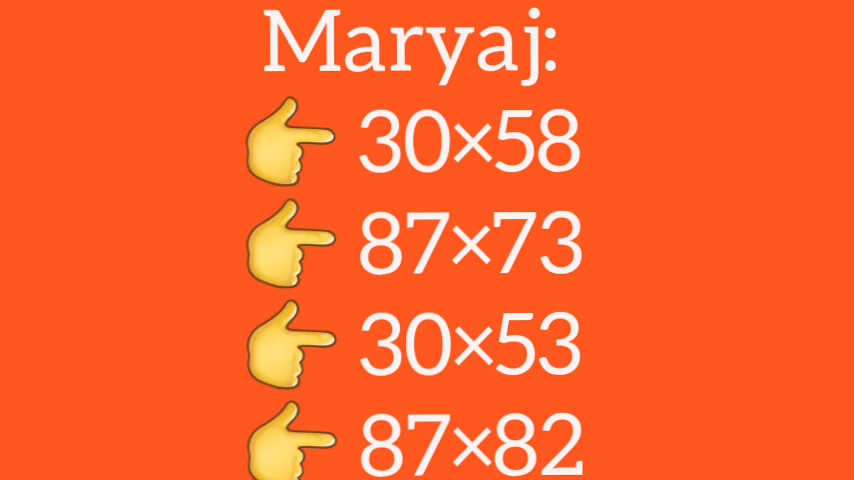 Maryaj:
👉 30×58
👉 87×73
👉 30×53
👉 87×82